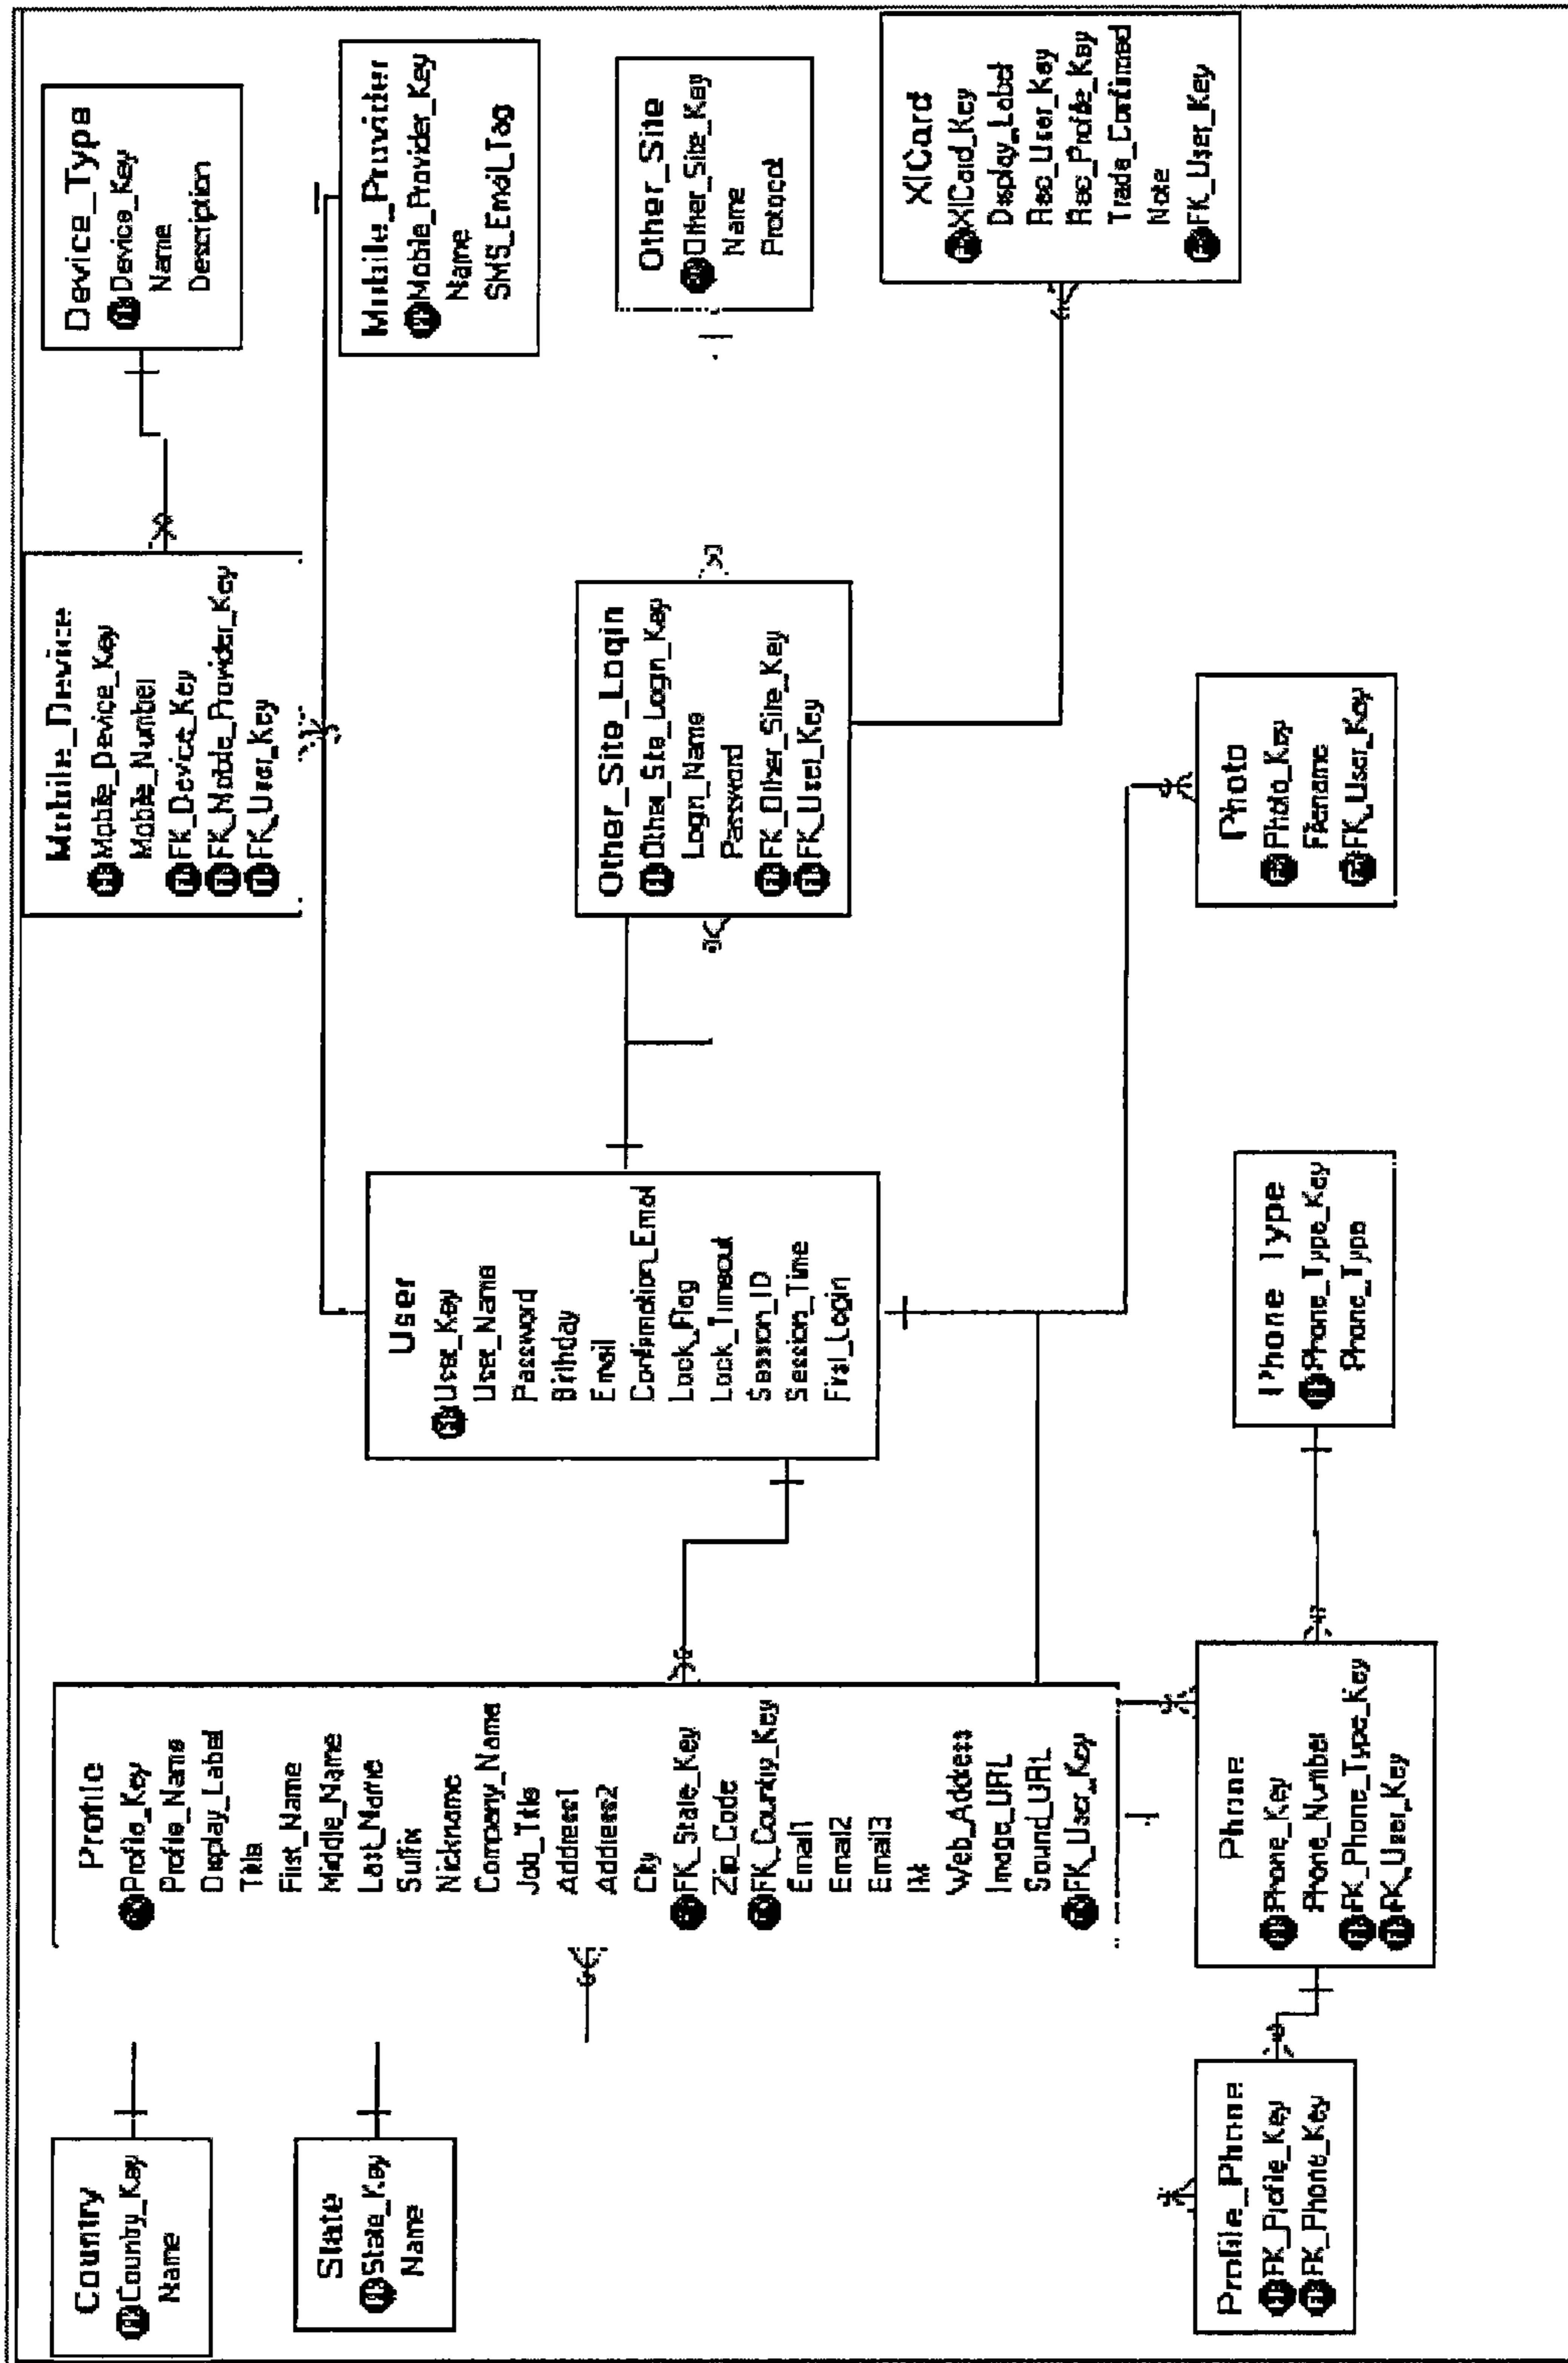 Country
Country_Key
Name
State
State_Key
Name
Profile_Phone
FK_Profile_Key
FK_Phone_Key
Profile
Profile_Key
Profile_Name
Display_Label
Title
First_Name
Middle_Name
Last_Name
Suffix
Nickname
Company_Name
Job_Title
Address1
Address2
City
FK_State_Key
Zip_Code
FK_Country_Key
Email1
Email2
Email3
IM
Web_Address
Image_URL
Sound_URL
FK_User_Key
Phone
Phone_Key
Phone_Number
FK_Phone_Type_Key
FK_User_Key
User
User_Key
User_Name
Password
Birthday
Email
Confirmation_Email
Lock_Flag
Lock_Timeout
Session_ID
Session_Time
First_Login
Phone Type
Phone_Type_Key
Phone_Type
Mobile_Device
Mobile_Device_Key
Mobile_Number
FK_Device_Key
FK_Mobile_Provider_Key
FK_User_Key
Other_Site_Login
Other_Site_Login_Key
Login_Name
Password
FK_Other_Site_Key
FK_User_Key
Photo
Photo_Key
Filename
FK_User_Key
Device_Type
Device_Key
Name
Description
Mobile_Provider
Mobile_Provider_Key
Name
SMS_Email_Tag
Other_Site
Other_Site_Key
Name
Protocol
XICard
XICard_Key
Display_Label
Rec_User_Key
Rec_Profile_Key
Trade_Confirmed
Note
FK_User_Key